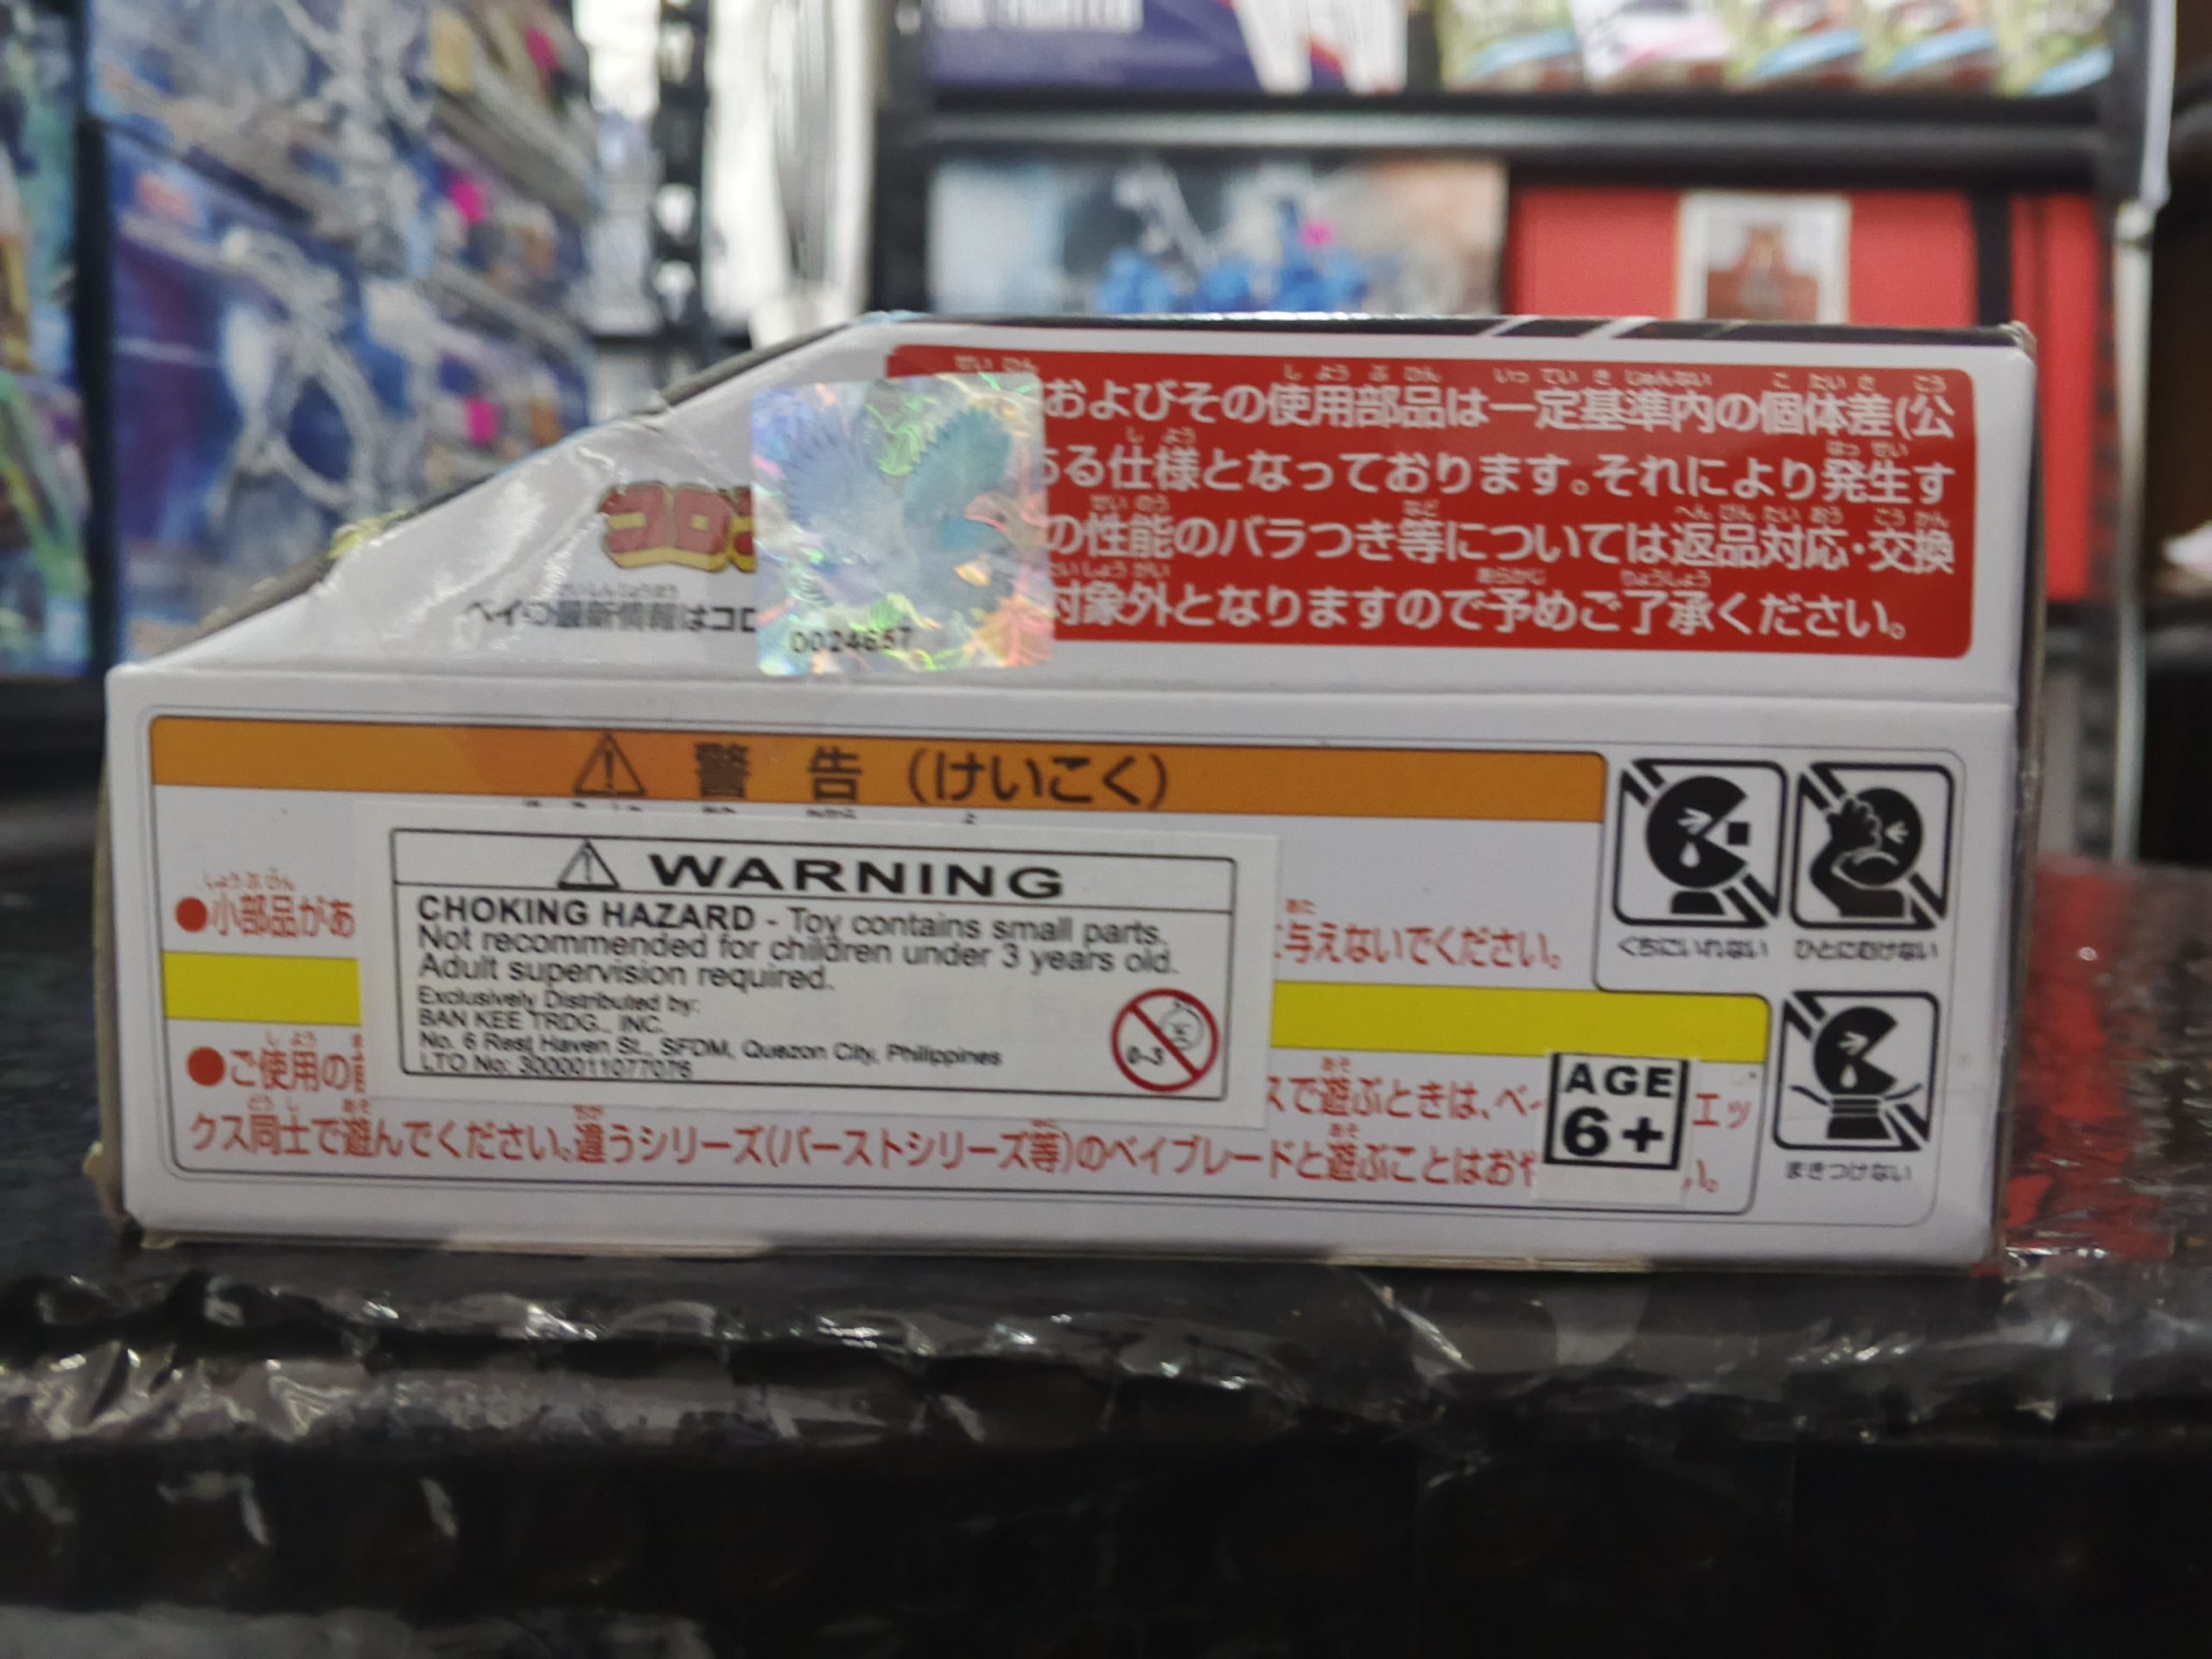 およびその使用部品は一定基準内の個体差(公
ある仕様となっております。それにより発生す
の性能のバラつき等については返品対応・交換
対象外となりますので予めご了承ください。
コロ
ベイの最新情報はコロ
0024657
警告(けいこく)
WARNING
CHOKING HAZARD - Toy contains small parts.
Not recommended for children under 3 years old.
Adult supervision required.
Exclusively Distributed by:
BAN KEE TRDG., INC.
No. 6 Rest Haven St., SFDM, Quezon City, Philippines
LTO No: 3000011077076
0-3
●小部品があ
に与えないでください。
●ご使用の
スで遊ぶときは、ベ
エッ
クス同士で遊んでください。違うシリーズ(バーストシリーズ等)のベイブレードと遊ぶことはおや
AGE
6+
くちにいれない
ひとにむけない
まきつけない